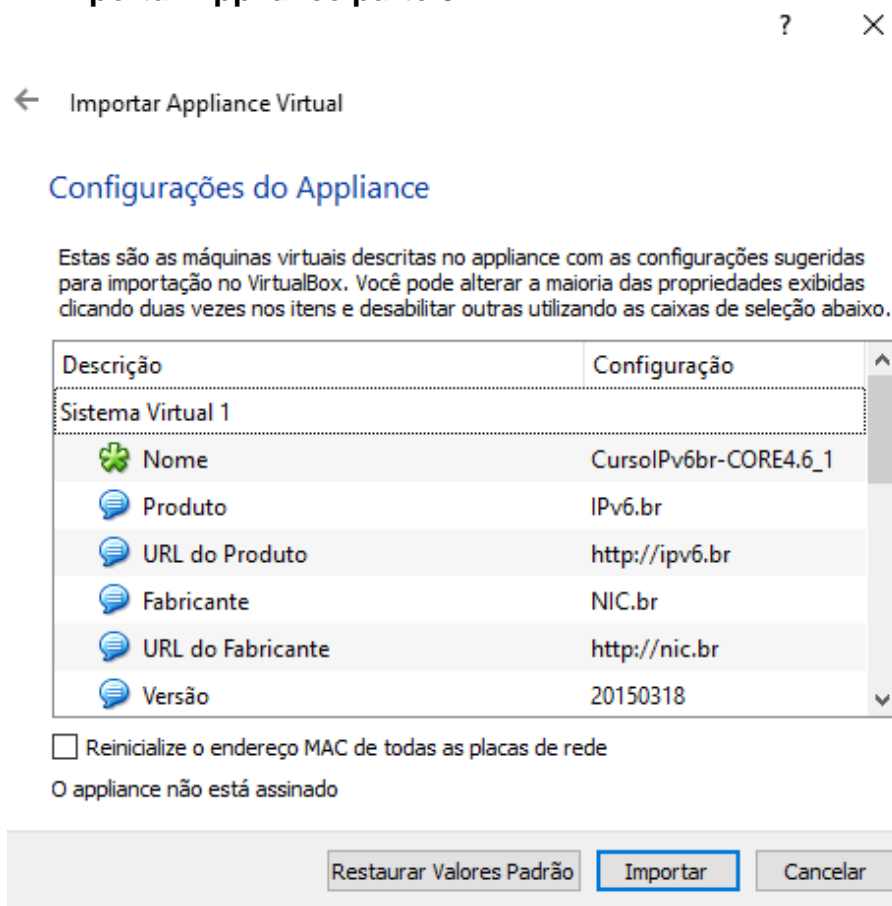 ?
Importar Appliance Virtual
Configurações do Appliance
Estas são as máquinas virtuais descritas no appliance com as configurações sugeridas
para importação no VirtualBox. Você pode alterar a maioria das propriedades exibidas
clicando duas vezes nos itens e desabilitar outras utilizando as caixas de seleção abaixo.
Descrição Configuração
Sistema Virtual 1
Nome CursoIPv6br-CORE4.6_1
Produto IPv6.br
URL do Produto http://ipv6.br
Fabricante NIC.br
URL do Fabricante http://nic.br
Versão 20150318
Reinicialize o endereço MAC de todas as placas de rede
O appliance não está assinado
Restaurar Valores Padrão Importar Cancelar